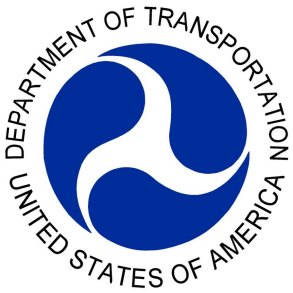 DEPARTMENT OF TRANSPORTATION
UNITED STATES OF AMERICA